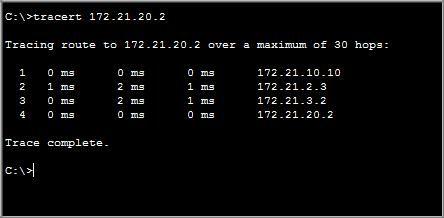 C:\>tracert 172.21.20.2
Tracing route to 172.21.20.2 over a maximum of 30 hops:
1 0 ms 0 ms 0 ms 172.21.10.10
2 1 ms 2 ms 1 ms 172.21.2.3
3 0 ms 2 ms 1 ms 172.21.3.2
4 0 ms 0 ms 0 ms 172.21.20.2
Trace complete.
C:\>